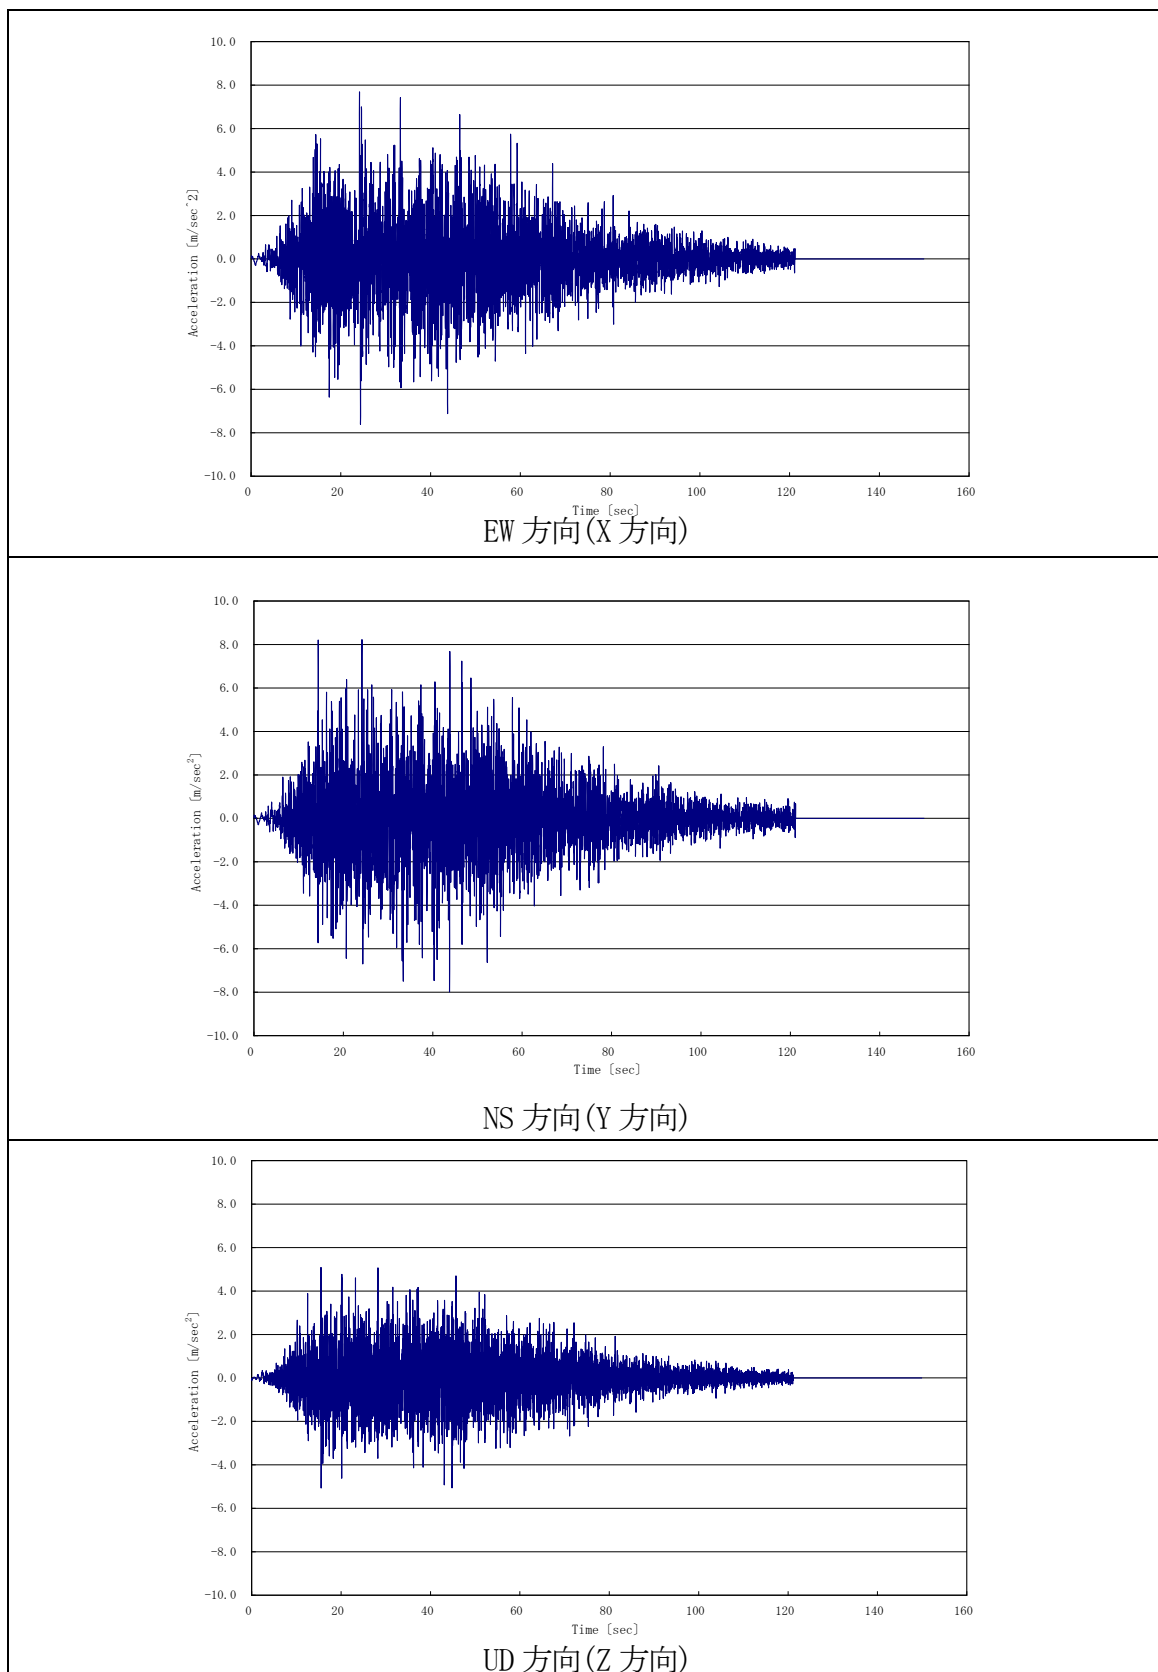 10.0
8.0
6.0
4.0
2.0
0.0
-2.0
-4.0
-6.0
-8.0
-10.0
Acceleration [m/sec^2]
0 20 40 60 80 100 120 140 160
Time [sec]
EW 方向(X 方向)
10.0
8.0
6.0
4.0
2.0
0.0
-2.0
-4.0
-6.0
-8.0
-10.0
Acceleration [m/sec²]
0 20 40 60 80 100 120 140 160
Time [sec]
NS 方向(Y 方向)
10.0
8.0
6.0
4.0
2.0
0.0
-2.0
-4.0
-6.0
-8.0
-10.0
Acceleration [m/sec²]
0 20 40 60 80 100 120 140 160
Time [sec]
UD 方向(Z 方向)